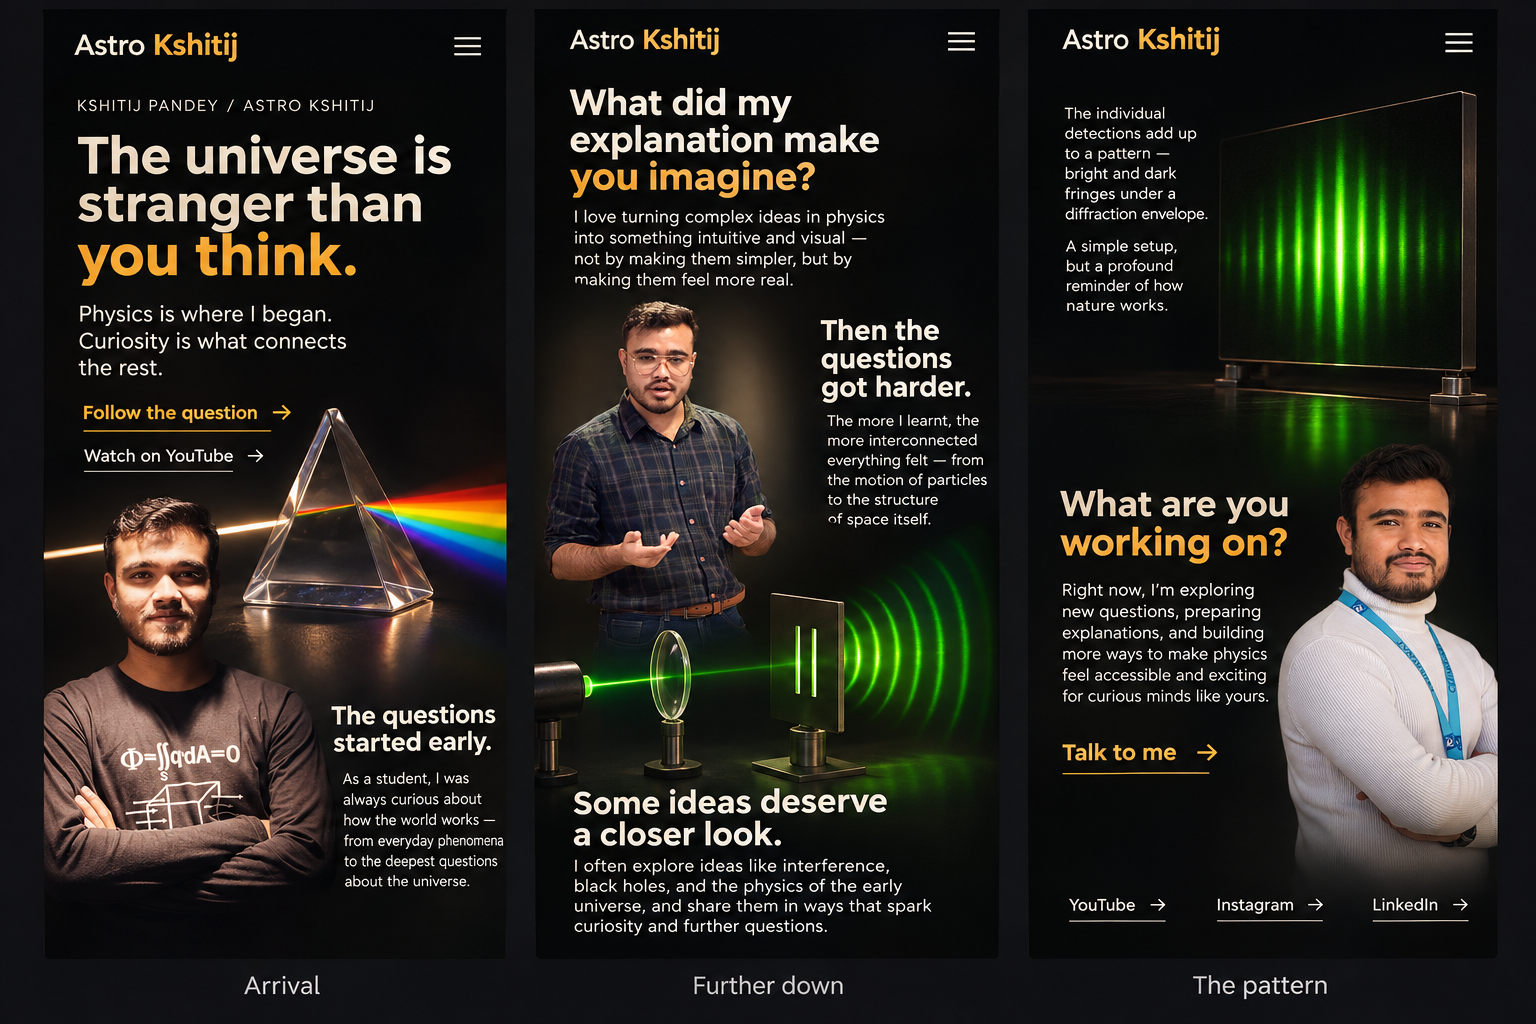 Astro Kshitij
KSHITIJ PANDEY / ASTRO KSHITIJ
The universe is
stranger than
you think.
Physics is where I began.
Curiosity is what connects
the rest.
Follow the question →
Watch on YouTube →
Φ=∯q·dA=0
S
The questions
started early.
As a student, I was
always curious about
how the world works —
from everyday phenomena
to the deepest questions
about the universe.
Arrival
Astro Kshitij
What did my
explanation make
you imagine?
I love turning complex ideas in physics
into something intuitive and visual —
not by making them simpler, but by
making them feel more real.
Then the
questions
got harder.
The more I learnt, the
more interconnected
everything felt — from
the motion of particles
to the structure
of space itself.
Some ideas deserve
a closer look.
I often explore ideas like interference,
black holes, and the physics of the early
universe, and share them in ways that spark
curiosity and further questions.
Further down
Astro Kshitij
The individual
detections add up
to a pattern —
bright and dark
fringes under a
diffraction envelope.
A simple setup,
but a profound
reminder of how
nature works.
What are you
working on?
Right now, I'm exploring
new questions, preparing
explanations, and building
more ways to make physics
feel accessible and exciting
for curious minds like yours.
Talk to me →
YouTube → Instagram → LinkedIn →
The pattern